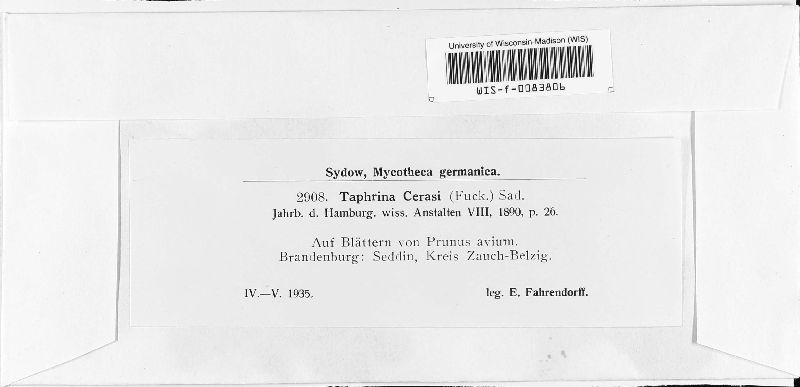 University of Wisconsin-Madison (WIS)
WIS-f-0083806
Sydow, Mycotheca germanica.
2908. Taphrina Cerasi (Fuck.) Sad.
Jahrb. d. Hamburg. wiss. Anstalten VIII, 1890, p. 26.
Auf Blättern von Prunus avium.
Brandenburg: Seddin, Kreis Zauch-Belzig.
IV.—V. 1935. leg. E. Fahrendorff.